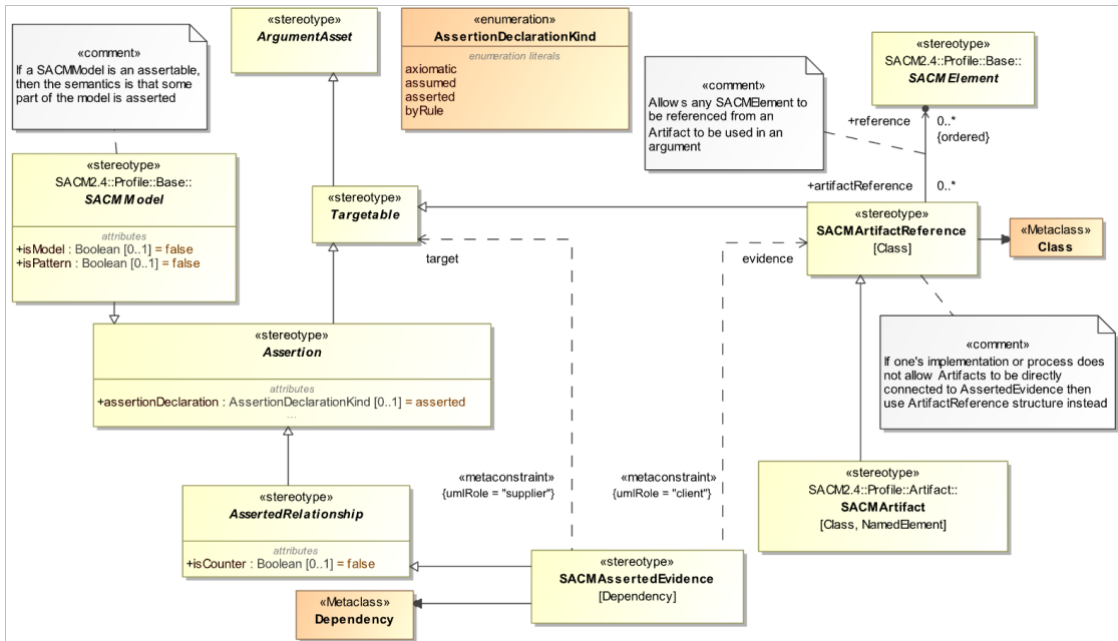 «stereotype»
ArgumentAsset
«enumeration»
AssertionDeclarationKind
enumeration literals
axiomatic
assumed
asserted
byRule
«comment»
If a SACMModel is an assertable,
then the semantics is that some
part of the model is asserted
«stereotype»
SACM2.4::Profile::Base::
SACMElement
«comment»
Allows any SACMElement to
be referenced from an
Artifact to be used in an
argument
+reference
0..*
{ordered}
+artifactReference
0..*
«stereotype»
SACM2.4::Profile::Base::
SACMModel
attributes
+isModel : Boolean [0..1] = false
+isPattern : Boolean [0..1] = false
«stereotype»
Targetable
«stereotype»
SACMArtifactReference
[Class]
«Metaclass»
Class
target
evidence
«stereotype»
Assertion
attributes
+assertionDeclaration : AssertionDeclarationKind [0..1] = asserted
...
«comment»
If one's implementation or process does
not allow Artifacts to be directly
connected to AssertedEvidence then
use ArtifactReference structure instead
«metaconstraint»
{umlRole = "supplier"}
«metaconstraint»
{umlRole = "client"}
«stereotype»
SACM2.4::Profile::Artifact::
SACMArtifact
[Class, NamedElement]
«stereotype»
AssertedRelationship
attributes
+isCounter : Boolean [0..1] = false
«stereotype»
SACMAssertedEvidence
[Dependency]
«Metaclass»
Dependency